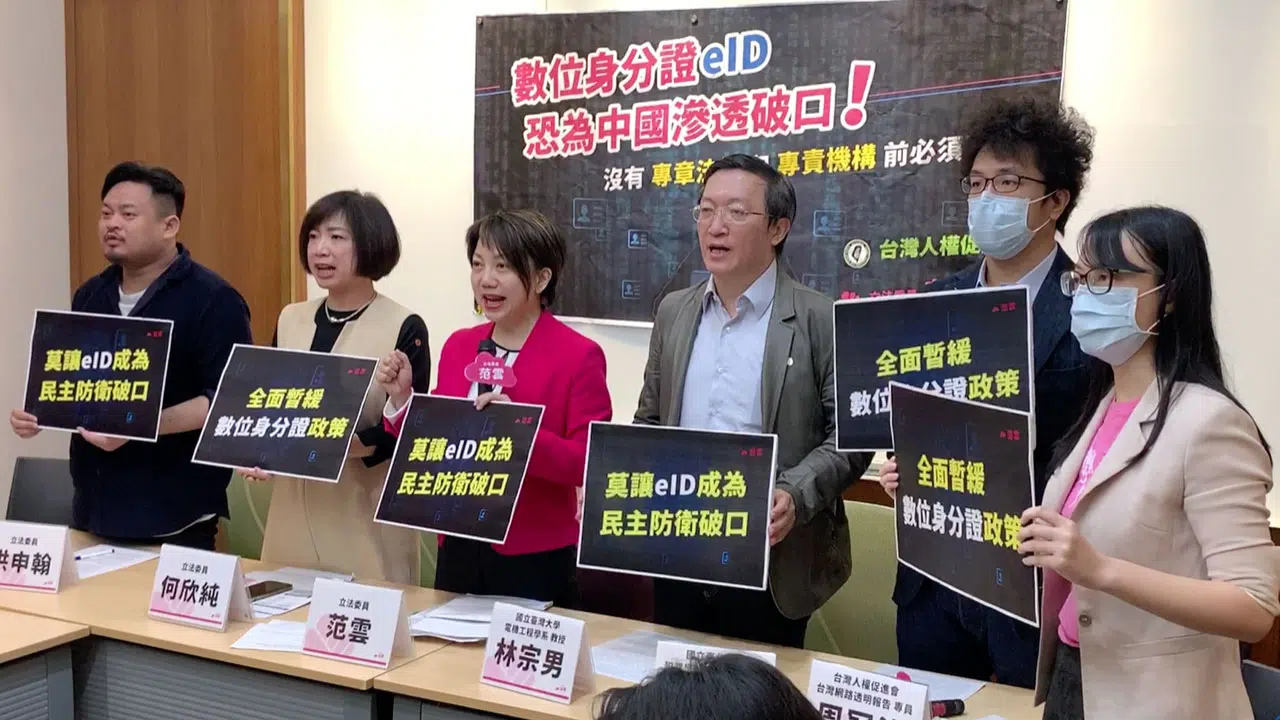 數位身分證eID
恐為中國滲透破口！
沒有 專章 專責機構 前必須
台灣人權促
莫讓eID成為
民主防衛破口
全面暫緩
數位身分證政策
莫讓eID成為
民主防衛破口
范雲
莫讓eID成為
民主防衛破口
全面暫緩
數位 分證政策
全面暫緩
數位身分證政策
立法委員
洪申翰
立法委員
何欣純
立法委員
范雲
國立臺灣大學
電機工程學系 教授
林宗男
國立
台灣人權促進會
台灣網路透明報告 專員